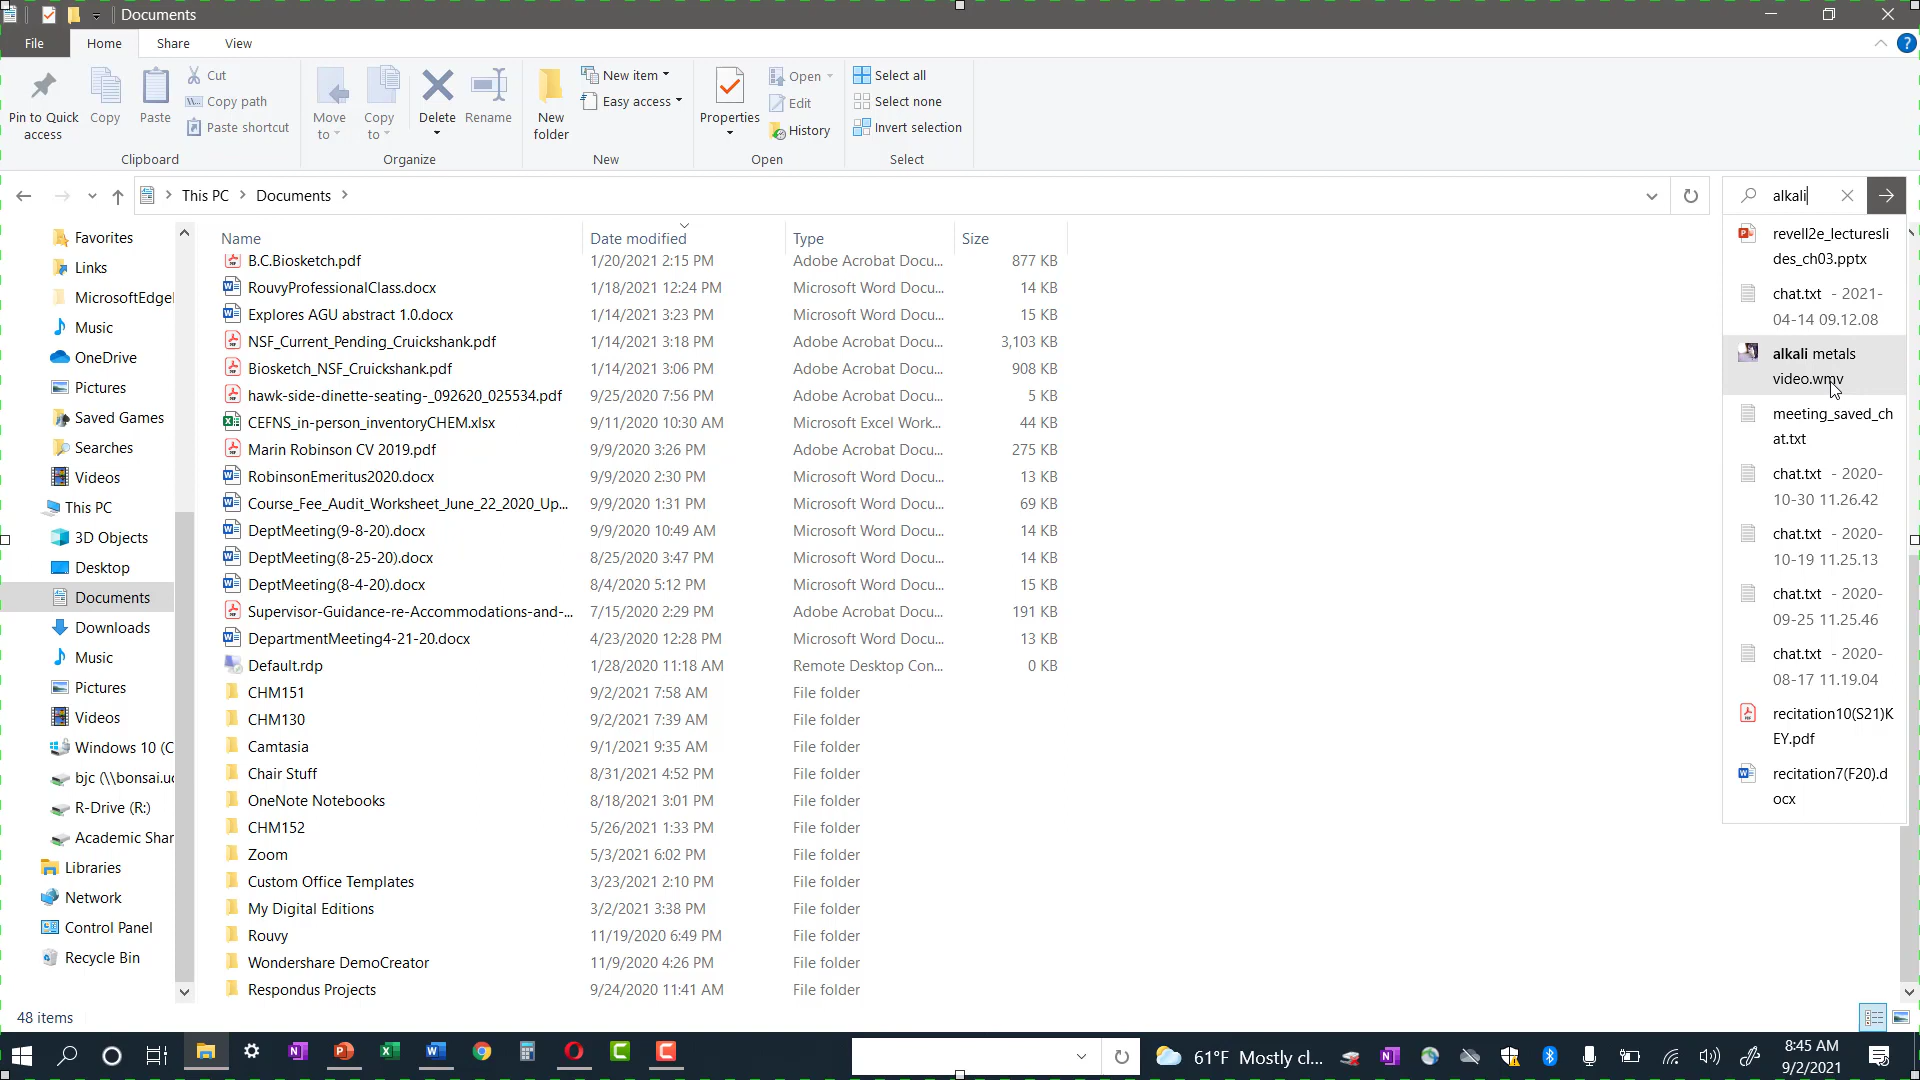 Documents
File Home Share View
Pin to Quick access
Copy
Paste
Cut
Copy path
Paste shortcut
Clipboard
Move to
Copy to
Delete
Rename
Organize
New folder
New item
Easy access
New
Properties
Open
Edit
History
Open
Select all
Select none
Invert selection
Select
This PC > Documents >
alkali
Favorites
Links
MicrosoftEdge
Music
OneDrive
Pictures
Saved Games
Searches
Videos
This PC
3D Objects
Desktop
Documents
Downloads
Music
Pictures
Videos
Windows 10 (C
bjc (\\bonsai.uc
R-Drive (R:)
Academic Shar
Libraries
Network
Control Panel
Recycle Bin
Name Date modified Type Size
B.C.Biosketch.pdf 1/20/2021 2:15 PM Adobe Acrobat Docu... 877 KB
RouvyProfessionalClass.docx 1/18/2021 12:24 PM Microsoft Word Docu... 14 KB
Explores AGU abstract 1.0.docx 1/14/2021 3:23 PM Microsoft Word Docu... 15 KB
NSF_Current_Pending_Cruickshank.pdf 1/14/2021 3:18 PM Adobe Acrobat Docu... 3,103 KB
Biosketch_NSF_Cruickshank.pdf 1/14/2021 3:06 PM Adobe Acrobat Docu... 908 KB
hawk-side-dinette-seating-_092620_025534.pdf 9/25/2020 7:56 PM Adobe Acrobat Docu... 5 KB
CEFNS_in-person_inventoryCHEM.xlsx 9/11/2020 10:30 AM Microsoft Excel Work... 44 KB
Marin Robinson CV 2019.pdf 9/9/2020 3:26 PM Adobe Acrobat Docu... 275 KB
RobinsonEmeritus2020.docx 9/9/2020 2:30 PM Microsoft Word Docu... 13 KB
Course_Fee_Audit_Worksheet_June_22_2020_Up... 9/9/2020 1:31 PM Microsoft Word Docu... 69 KB
DeptMeeting(9-8-20).docx 9/9/2020 10:49 AM Microsoft Word Docu... 14 KB
DeptMeeting(8-25-20).docx 8/25/2020 3:47 PM Microsoft Word Docu... 14 KB
DeptMeeting(8-4-20).docx 8/4/2020 5:12 PM Microsoft Word Docu... 15 KB
Supervisor-Guidance-re-Accommodations-and-... 7/15/2020 2:29 PM Adobe Acrobat Docu... 191 KB
DepartmentMeeting4-21-20.docx 4/23/2020 12:28 PM Microsoft Word Docu... 13 KB
Default.rdp 1/28/2020 11:18 AM Remote Desktop Con... 0 KB
CHM151 9/2/2021 7:58 AM File folder
CHM130 9/2/2021 7:39 AM File folder
Camtasia 9/1/2021 9:35 AM File folder
Chair Stuff 8/31/2021 4:52 PM File folder
OneNote Notebooks 8/18/2021 3:01 PM File folder
CHM152 5/26/2021 1:33 PM File folder
Zoom 5/3/2021 6:02 PM File folder
Custom Office Templates 3/23/2021 2:10 PM File folder
My Digital Editions 3/2/2021 3:38 PM File folder
Rouvy 11/19/2020 6:49 PM File folder
Wondershare DemoCreator 11/9/2020 4:26 PM File folder
Respondus Projects 9/24/2020 11:41 AM File folder
revell2e_lecturesli
des_ch03.pptx
chat.txt - 2021-
04-14 09.12.08
alkali metals
video.wmv
meeting_saved_ch
at.txt
chat.txt - 2020-
10-30 11.26.42
chat.txt - 2020-
10-19 11.25.13
chat.txt - 2020-
09-25 11.25.46
chat.txt - 2020-
08-17 11.19.04
recitation10(S21)K
EY.pdf
recitation7(F20).d
ocx
48 items
61°F Mostly cl...
8:45 AM
9/2/2021